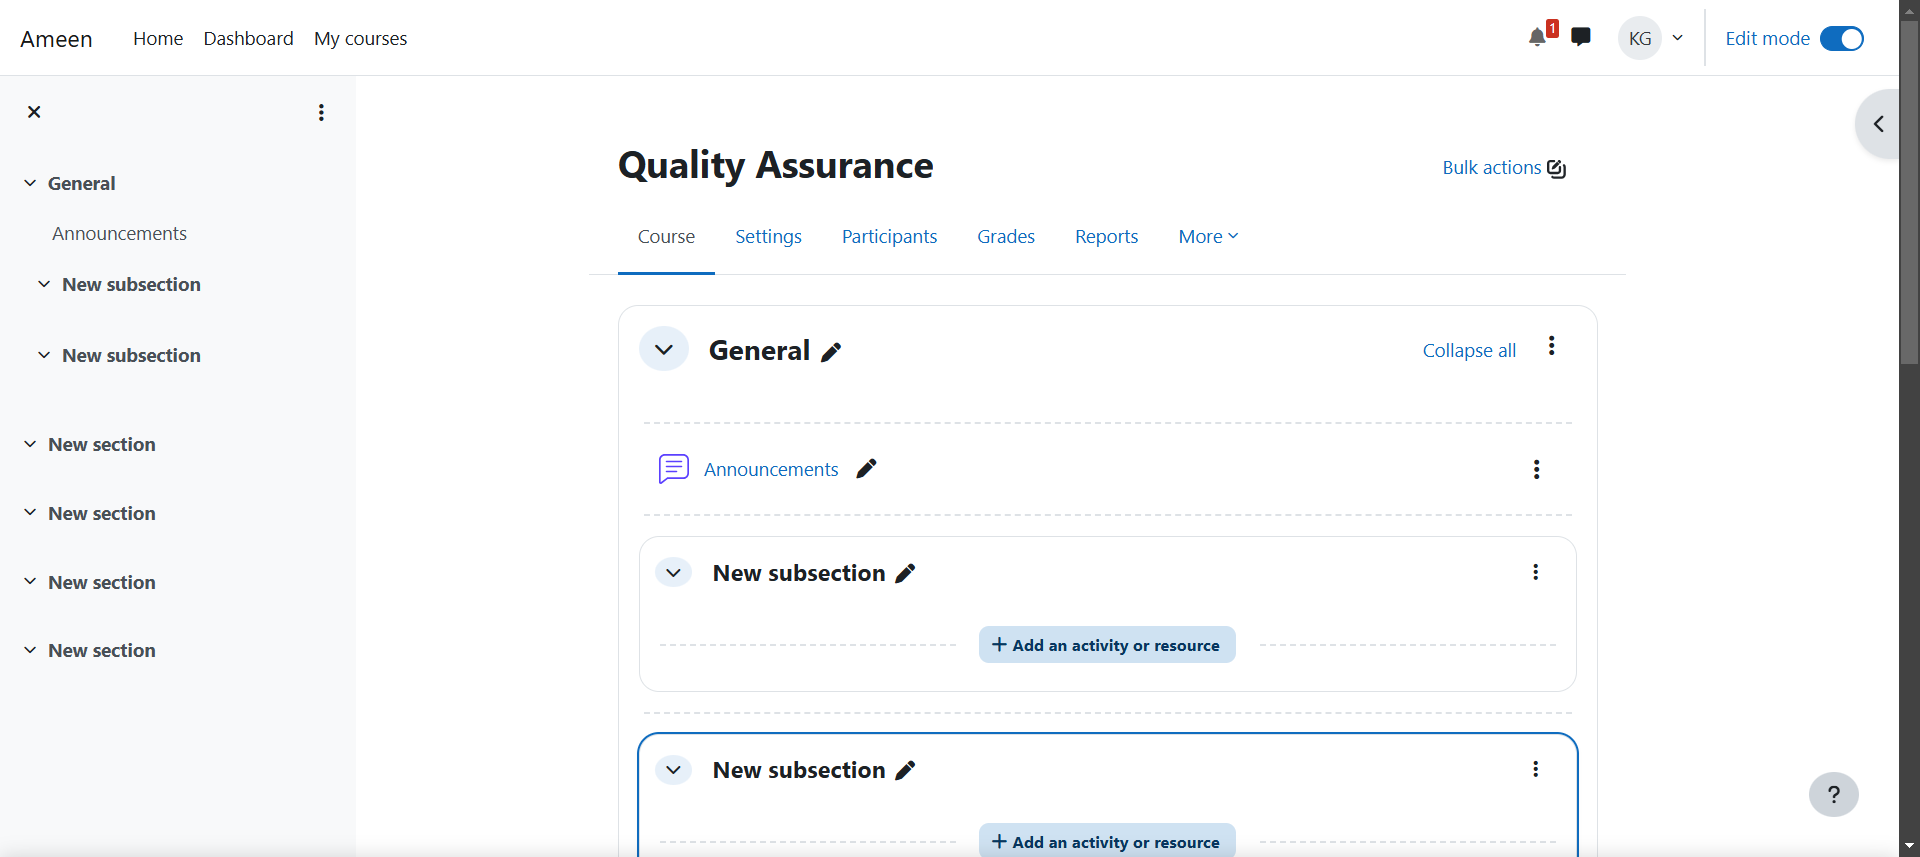 Ameen Home Dashboard My courses 1 KG Edit mode
General
Announcements
New subsection
New subsection
New section
New section
New section
New section
Quality Assurance Bulk actions
Course Settings Participants Grades Reports More
General Collapse all
Announcements
New subsection
+ Add an activity or resource
New subsection
+ Add an activity or resource
?